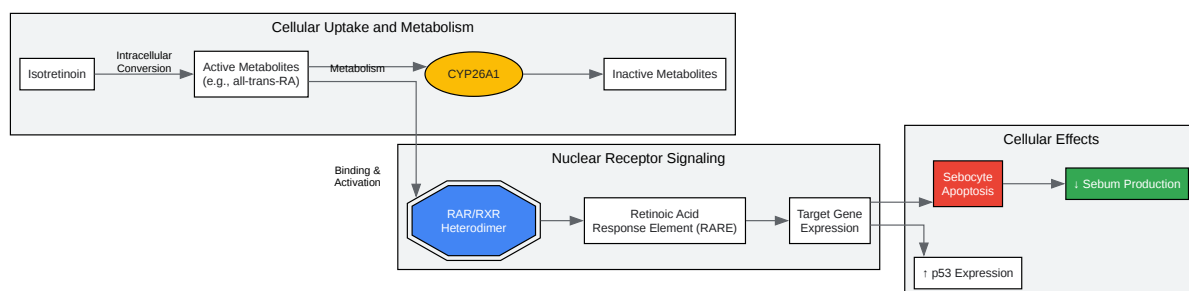 Cellular Uptake and Metabolism
Isotretinoin
Intracellular
Conversion
Active Metabolites
(e.g., all-trans-RA)
Metabolism
CYP26A1
Inactive Metabolites
Binding &
Activation
Nuclear Receptor Signaling
RAR/RXR
Heterodimer
Retinoic Acid
Response Element (RARE)
Target Gene
Expression
Cellular Effects
Sebocyte
Apoptosis
↓ Sebum Production
↑ p53 Expression